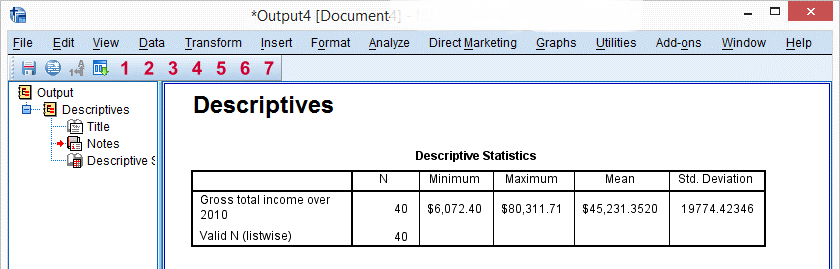 *Output4 [Document4]
File Edit View Data Transform Insert Format Analyze Direct Marketing Graphs Utilities Add-ons Window Help
1 2 3 4 5 6 7
Output
Descriptives
Title
Notes
Descriptive S
Descriptives
Descriptive Statistics
N Minimum Maximum Mean Std. Deviation
Gross total income over 2010 40 $6,072.40 $80,311.71 $45,231.3520 19774.42346
Valid N (listwise) 40